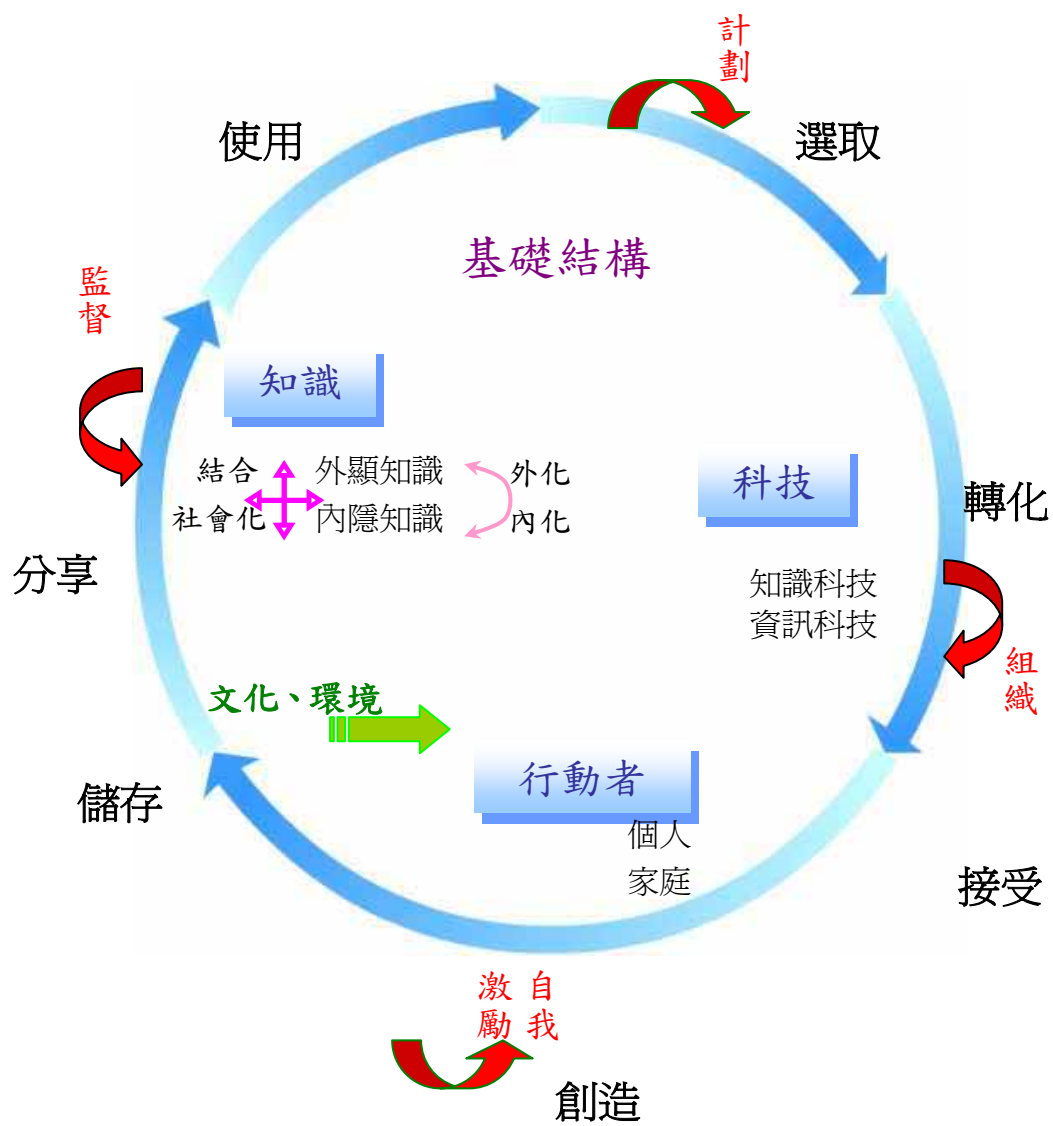 計劃
使用
選取
基礎結構
監督
知識
結合
外顯知識
外化
社會化
內隱知識
內化
科技
轉化
分享
知識科技
資訊科技
組織
文化、環境
行動者
儲存
個人
家庭
接受
自我
激勵
創造